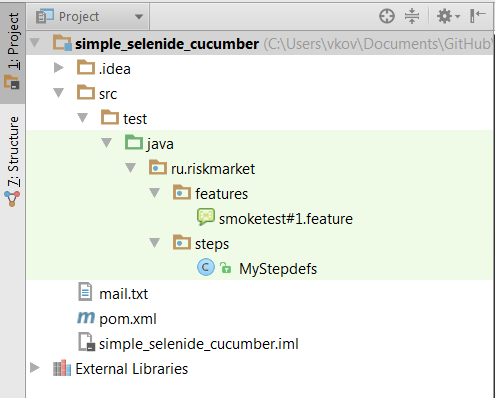 1: Project
7: Structure
Project
simple_selenide_cucumber (C:\Users\vkov\Documents\GitHub\
.idea
src
test
java
ru.riskmarket
features
smoketest#1.feature
steps
C MyStepdefs
mail.txt
m pom.xml
simple_selenide_cucumber.iml
External Libraries